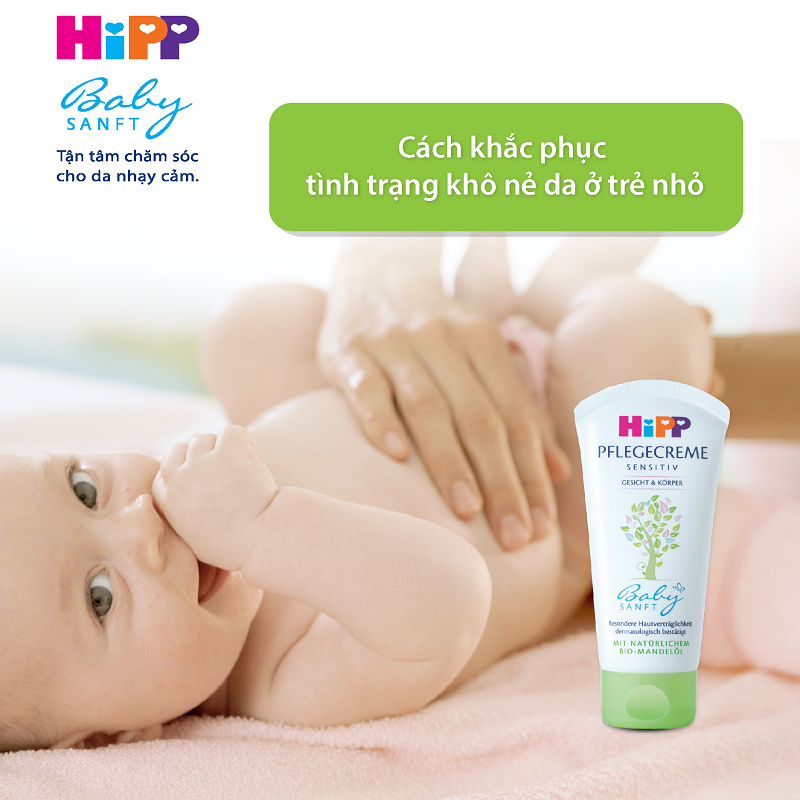 HiPP
Baby
SANFT
Tận tâm chăm sóc
cho da nhạy cảm.
Cách khắc phục
tình trạng khô nẻ da ở trẻ nhỏ
HiPP
PFLEGECREME
SENSITIV
GESICHT & KÖRPER
Baby
SANFT
Besondere Hautverträglichkeit
dermatologisch bestätigt
MIT NATÜRLICHEM
BIO-MANDELÖL